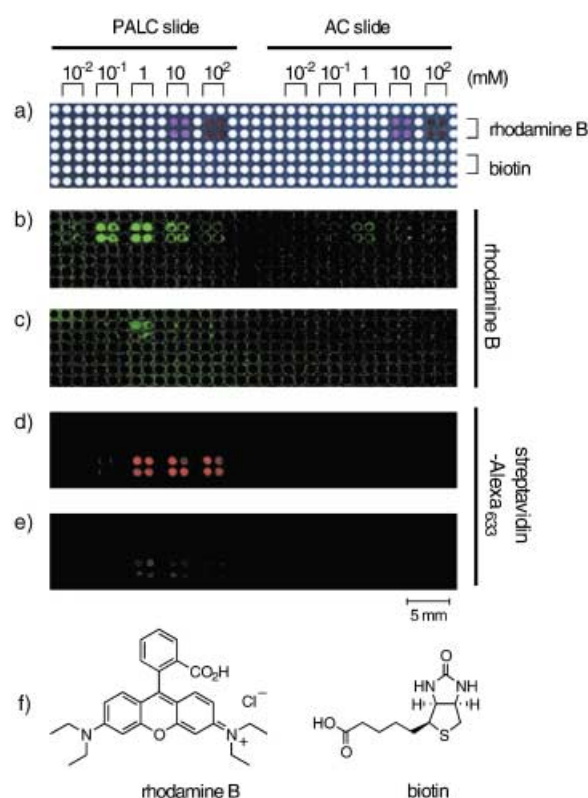 PALC slide AC slide
10-2 10-1 1 10 102 10-2 10-1 1 10 102 (mM)
a)
rhodamine B
biotin
b)
c)
rhodamine B
d)
e)
streptavidin
-Alexa633
5 mm
f)
CO2H
Cl−
N O N+
rhodamine B
O
HN NH
H H
HO
O
S
biotin